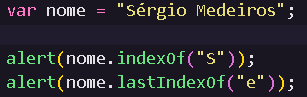 var nome = "Sérgio Medeiros";
alert(nome.indexOf("S"));
alert(nome.lastIndexOf("e"));